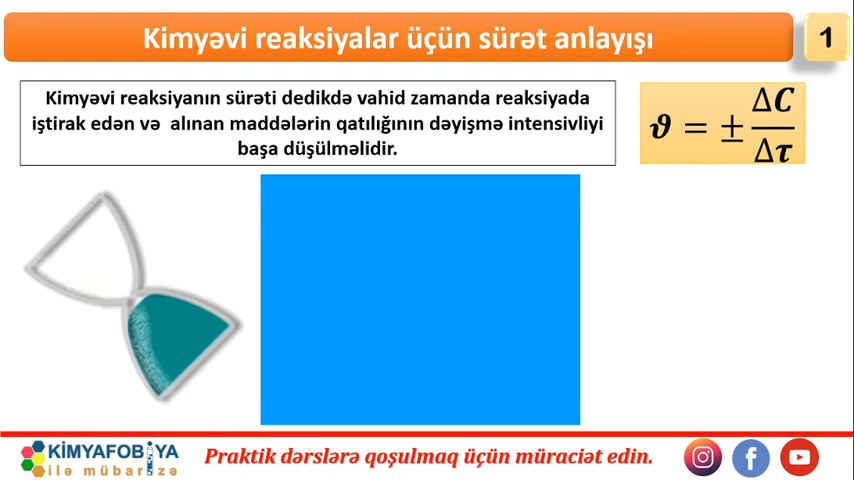 Kimyəvi reaksiyalar üçün sürət anlayışı
1
Kimyəvi reaksiyanın sürəti dedikdə vahid zamanda reaksiyada
iştirak edən və alınan maddələrin qatılığının dəyişmə intensivliyi
başa düşülməlidir.
ϑ = ± ΔC/Δτ
KİMYAFOBİYA
ilə mübarizə
Praktik dərslərə qoşulmaq üçün müraciət edin.